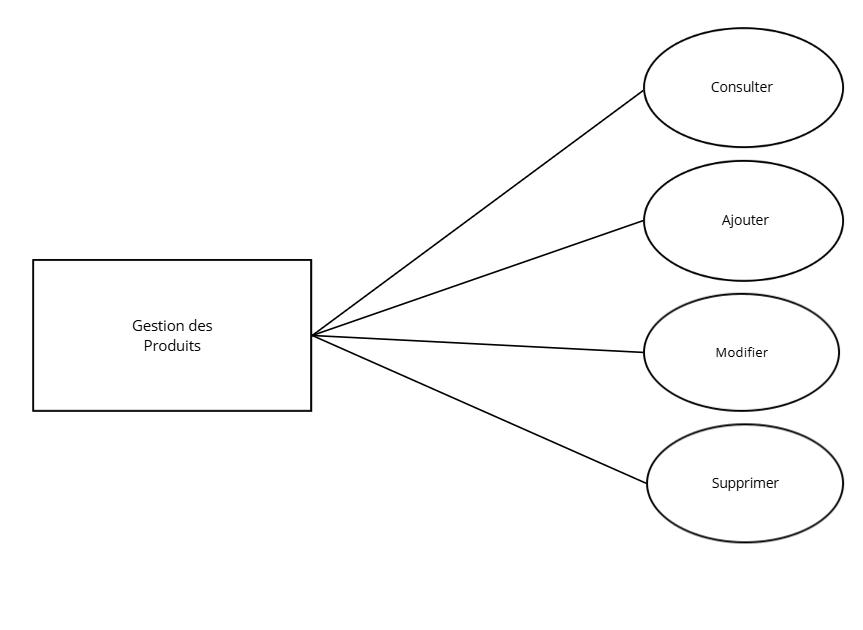 Consulter
Ajouter
Gestion des
Produits
Modifier
Supprimer